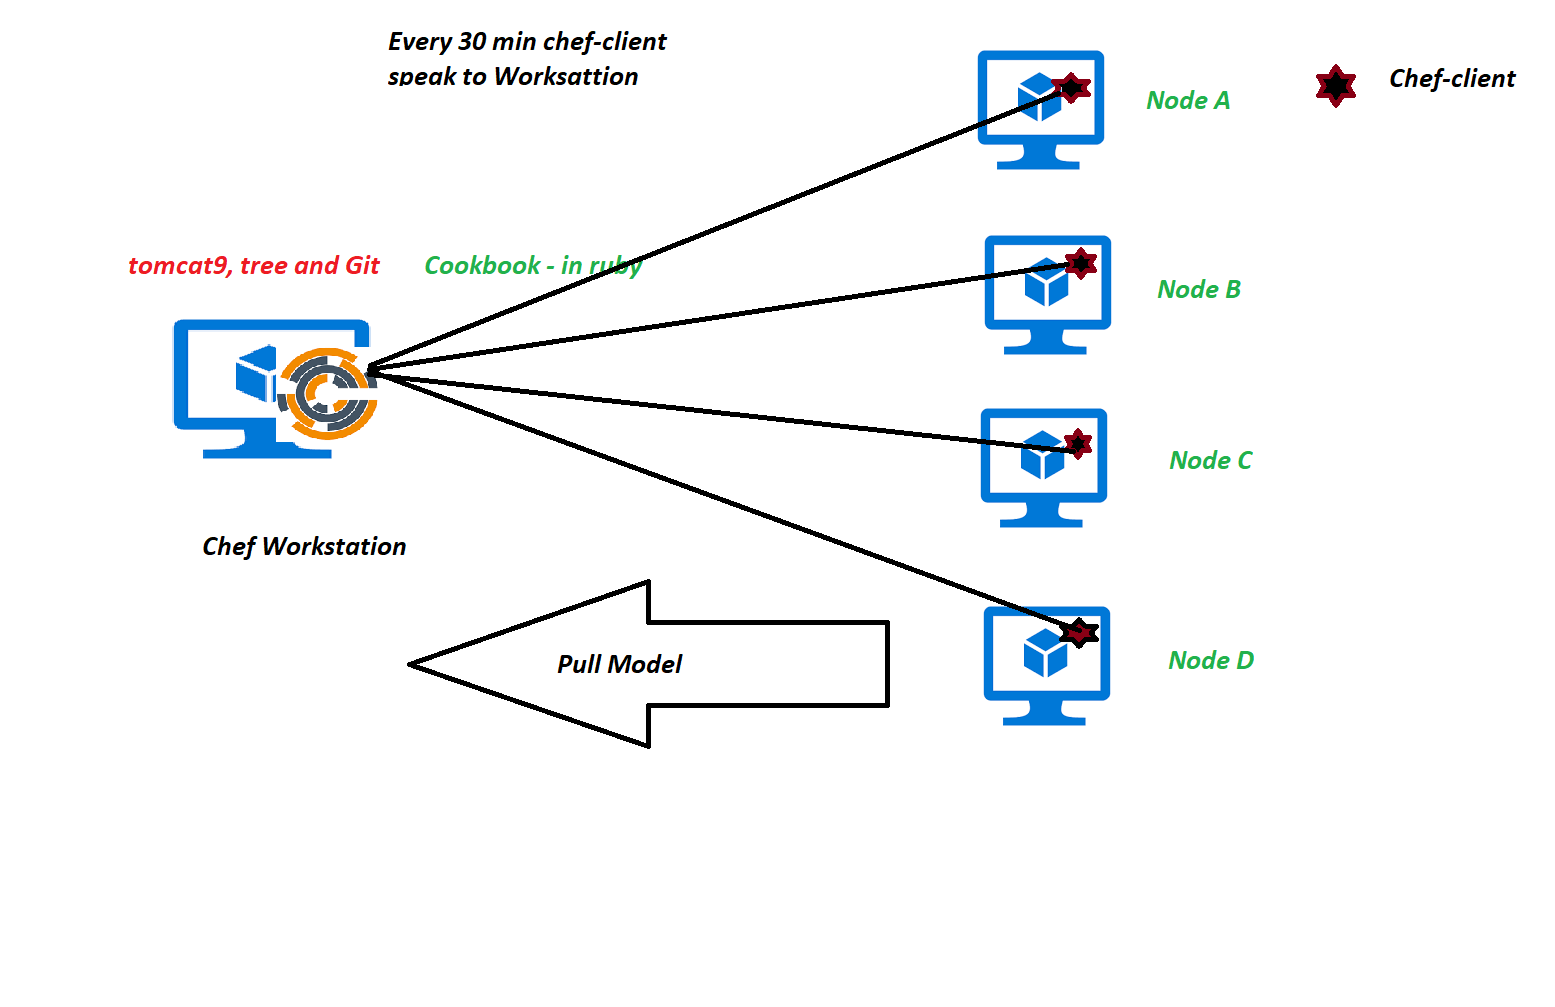 Every 30 min chef-client
speak to Worksattion
Chef-client
Node A
tomcat9, tree and Git
Cookbook - in ruby
Node B
Node C
Chef Workstation
Pull Model
Node D